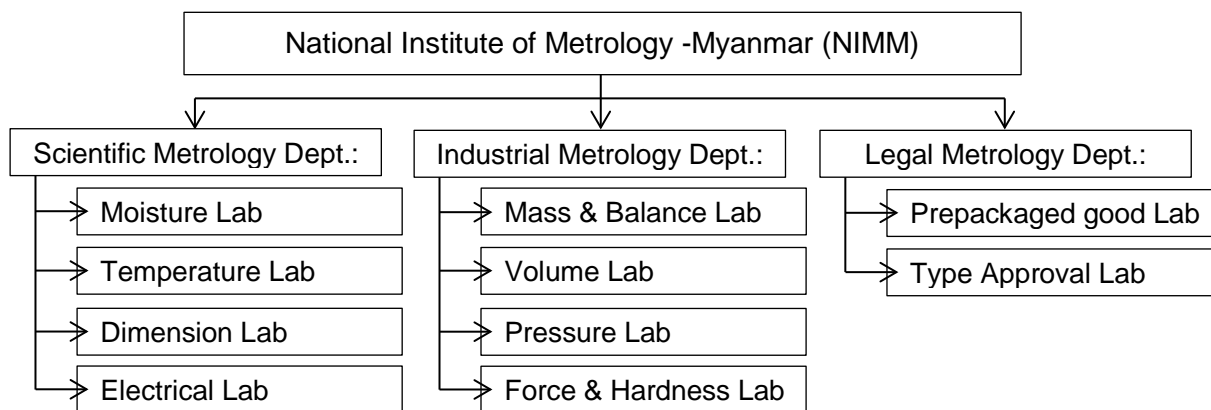 National Institute of Metrology -Myanmar (NIMM)
Scientific Metrology Dept.:
Moisture Lab
Temperature Lab
Dimension Lab
Electrical Lab
Industrial Metrology Dept.:
Mass & Balance Lab
Volume Lab
Pressure Lab
Force & Hardness Lab
Legal Metrology Dept.:
Prepackaged good Lab
Type Approval Lab